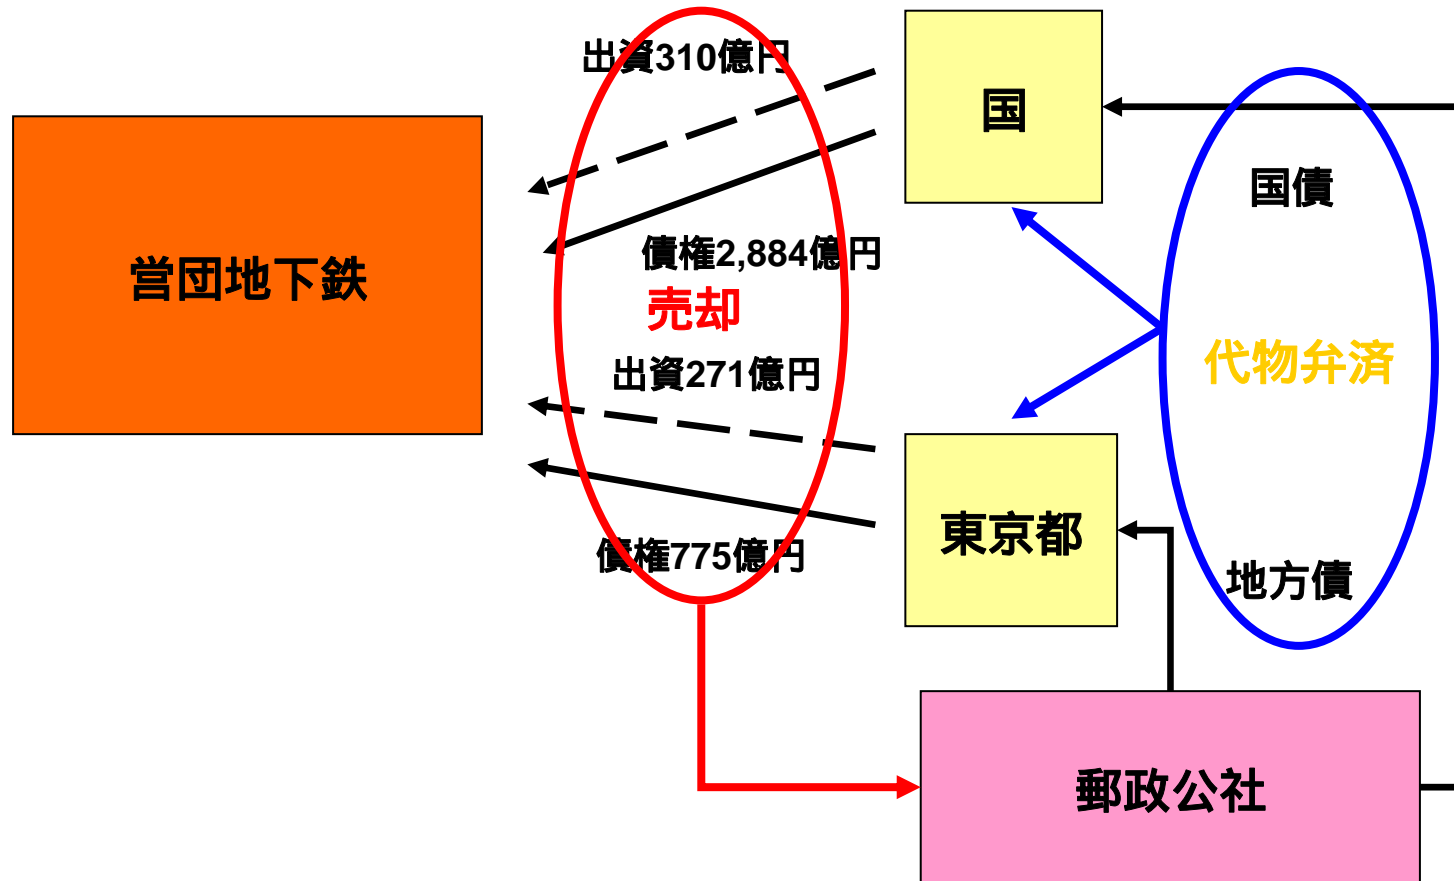 出資310億円
国
国債
営団地下鉄
債権2,884億円
売却
代物弁済
出資271億円
東京都
債権775億円
地方債
郵政公社